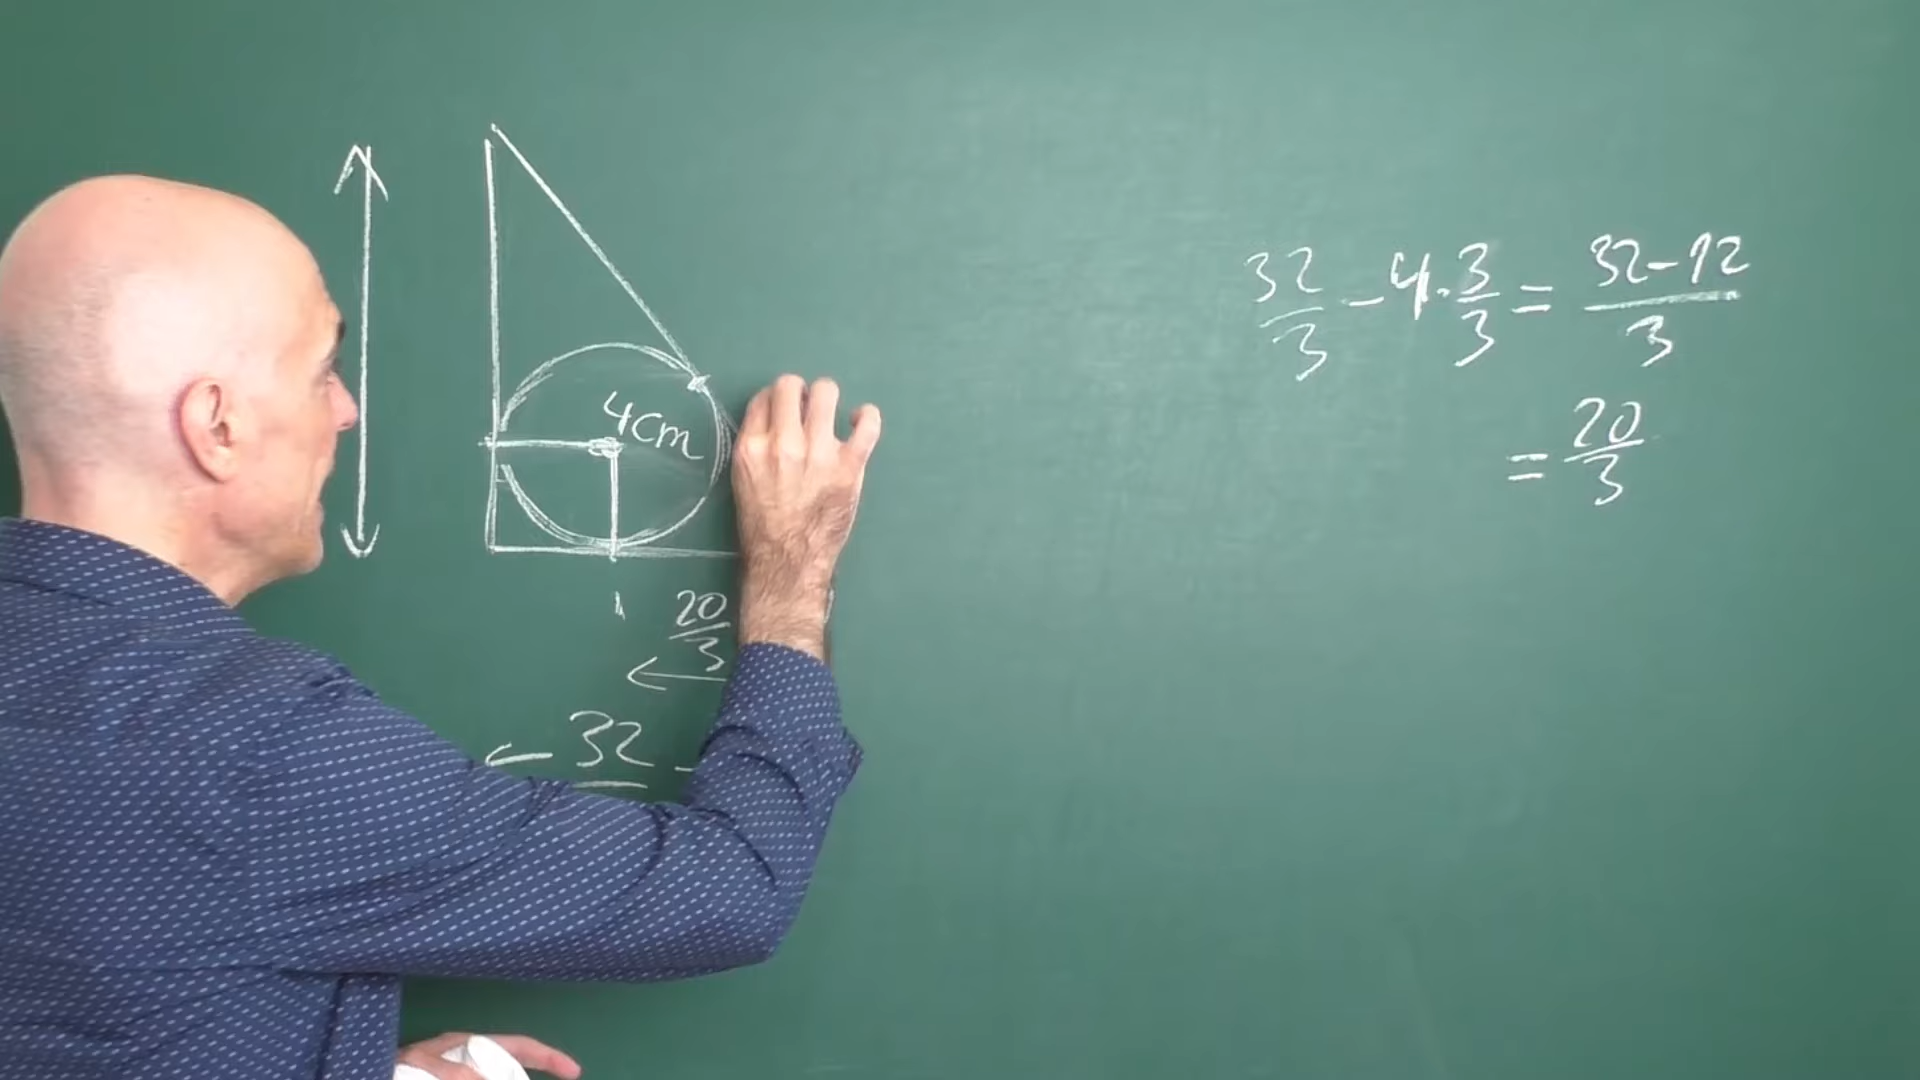 4cm
20
3
32
32/3 - 4 · 3/3 = (32-12)/3
= 20/3